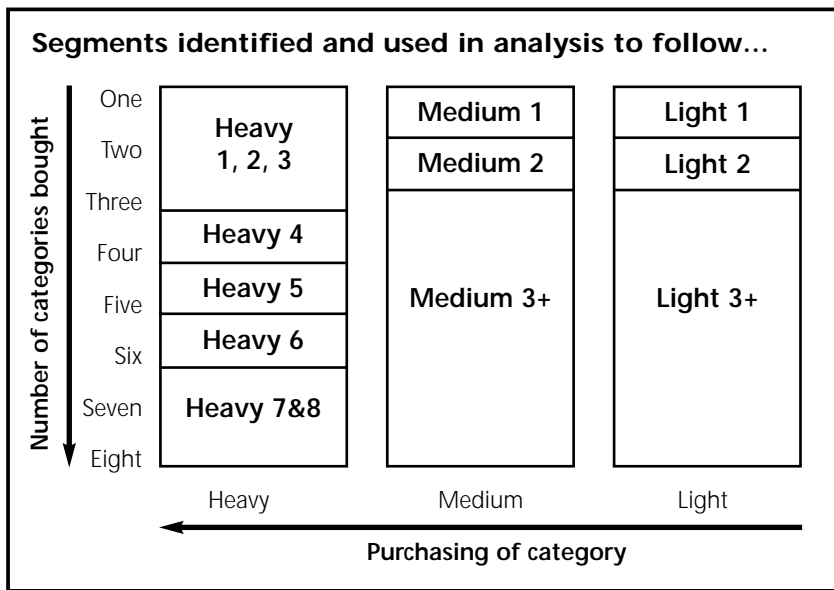 Segments identified and used in analysis to follow...
Number of categories bought
One
Two
Three
Four
Five
Six
Seven
Eight
Heavy
1, 2, 3
Heavy 4
Heavy 5
Heavy 6
Heavy 7&8
Medium 1
Medium 2
Medium 3+
Light 1
Light 2
Light 3+
Heavy
Medium
Light
Purchasing of category